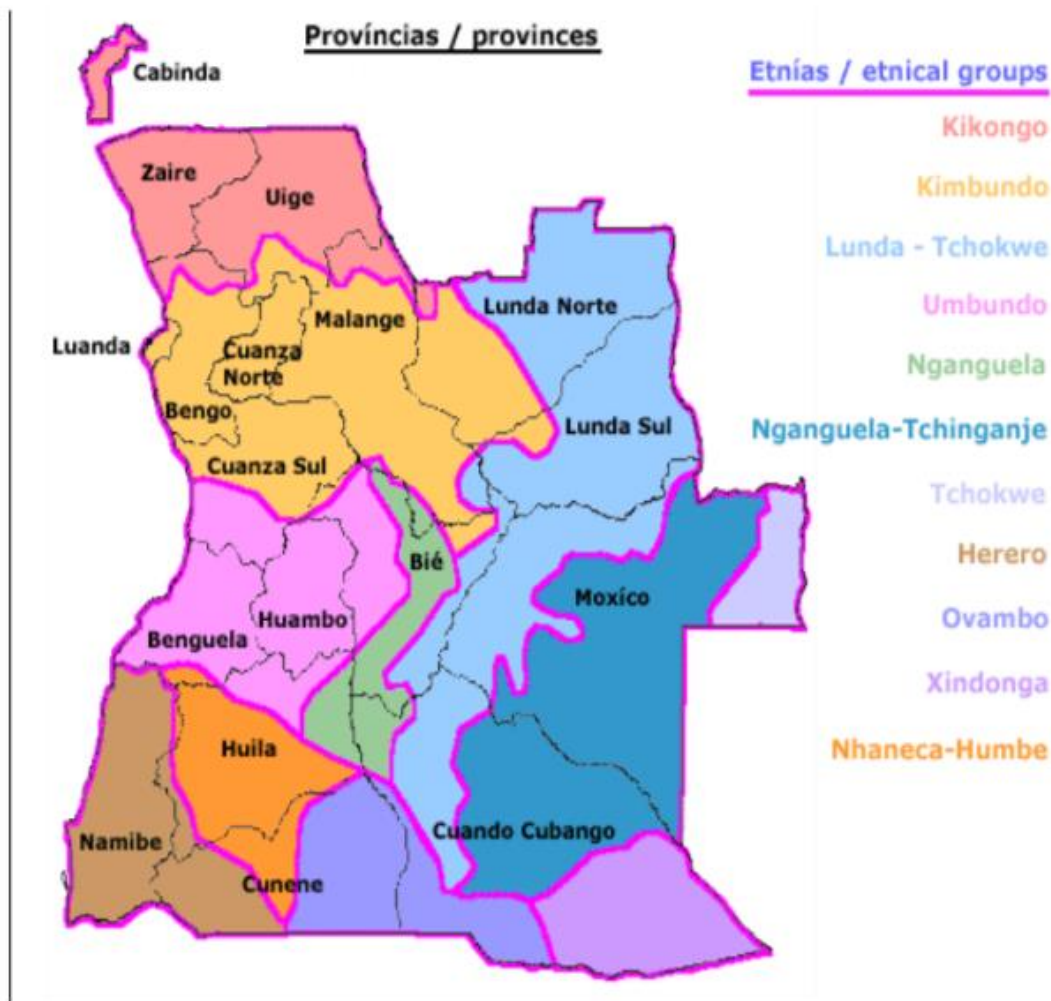 Províncias / provinces
Cabinda
Zaire
Uige
Lunda Norte
Malange
Luanda
Cuanza
Norte
Bengo
Lunda Sul
Cuanza Sul
Bié
Moxíco
Huambo
Benguela
Huila
Cuando Cubango
Namibe
Cunene
Etnías / etnical groups
Kikongo
Kimbundo
Lunda - Tchokwe
Umbundo
Nganguela
Nganguela-Tchinganje
Tchokwe
Herero
Ovambo
Xindonga
Nhaneca-Humbe